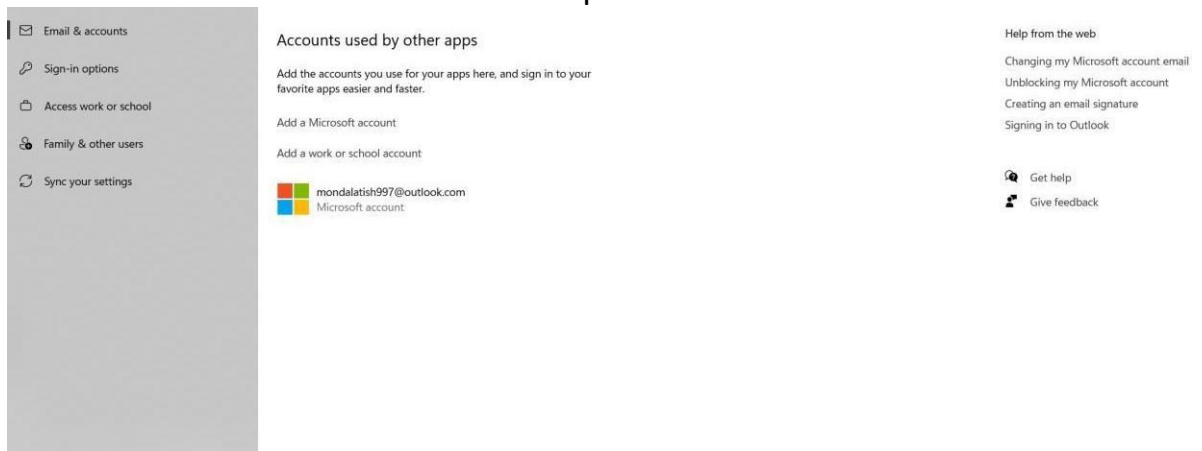 Email & accounts
Sign-in options
Access work or school
Family & other users
Sync your settings
Accounts used by other apps
Add the accounts you use for your apps here, and sign in to your
favorite apps easier and faster.
Add a Microsoft account
Add a work or school account
mondalatish997@outlook.com
Microsoft account
Help from the web
Changing my Microsoft account email
Unblocking my Microsoft account
Creating an email signature
Signing in to Outlook
Get help
Give feedback